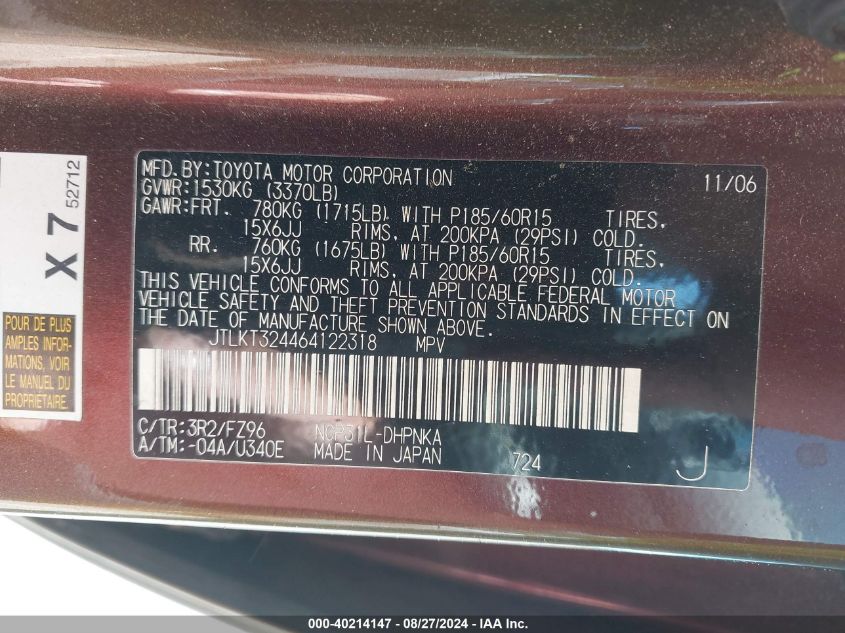 X 7
52712
POUR DE PLUS
AMPLES INFOR-
MATIONS, VOIR
LE MANUEL DU
PROPRIÉTAIRE.
MFD.BY:TOYOTA MOTOR CORPORATION 11/06
GVWR:1530KG (3370LB)
GAWR:FRT. 780KG (1715LB) WITH P185/60R15 TIRES,
15X6JJ RIMS, AT 200KPA (29PSI) COLD.
RR. 760KG (1675LB) WITH P185/60R15 TIRES,
15X6JJ RIMS, AT 200KPA (29PSI) COLD.
THIS VEHICLE CONFORMS TO ALL APPLICABLE FEDERAL MOTOR
VEHICLE SAFETY AND THEFT PREVENTION STANDARDS IN EFFECT ON
THE DATE OF MANUFACTURE SHOWN ABOVE.
JTLKT324464122318 MPV
C/TR:3R2/FZ96 NCP31L-DHPNKA
A/TM:-04A/U340E MADE IN JAPAN 724 J
000-40214147 - 08/27/2024 - IAA Inc.